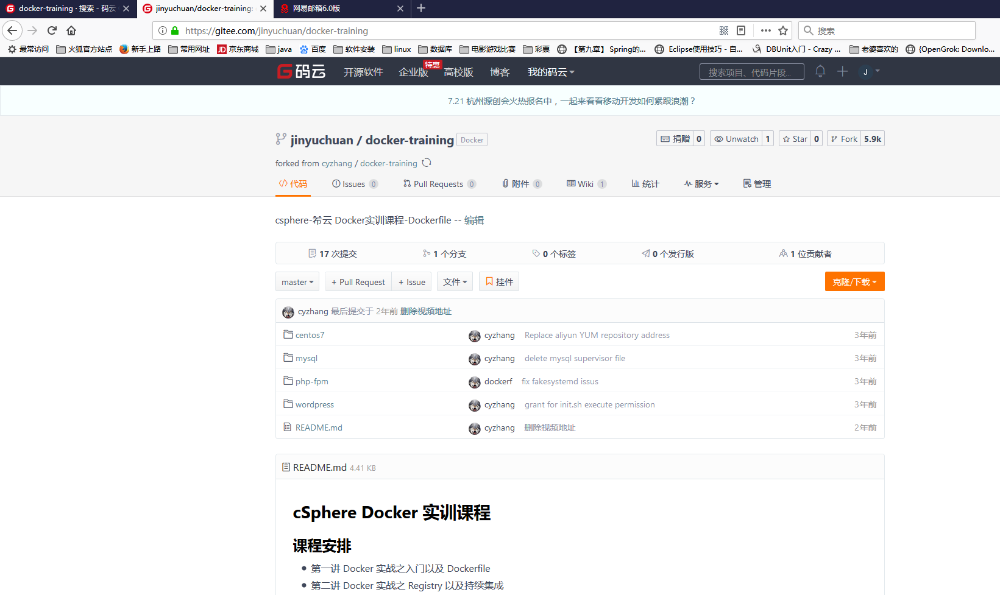 docker-training · 搜索 - 码云
jinyuchuan/docker-training:
网易邮箱6.0版
https://gitee.com/jinyuchuan/docker-training
搜索
最常访问 火狐官方站点 新手上路 常用网址 JD 京东商城 java 百度 软件安装 linux 数据库 电影游戏比赛 彩票 【第九章】 Spring的... Eclipse使用技巧 - 自... DBUnit入门 - Crazy ... 老婆喜欢的 {OpenGrok: Downlo...
码云 开源软件 企业版 特惠 高校版 博客 我的码云 搜索项目、代码片段... J
7.21 杭州源创会火热报名中，一起来看看移动开发如何紧跟浪潮？
jinyuchuan / docker-training Docker
捐赠 0 Unwatch 1 Star 0 Fork 5.9k
forked from cyzhang / docker-training
代码 Issues 0 Pull Requests 0 附件 0 Wiki 1 统计 服务 管理
csphere-希云 Docker实训课程-Dockerfile -- 编辑
17 次提交 1 个分支 0 个标签 0 个发行版 1 位贡献者
master + Pull Request + Issue 文件 挂件 克隆/下载
cyzhang 最后提交于 2年前 删除视频地址
centos7 cyzhang Replace aliyun YUM repository address 3年前
mysql cyzhang delete mysql supervisor file 3年前
php-fpm dockerf fix fakesystemd issus 3年前
wordpress cyzhang grant for init.sh execute permission 3年前
README.md cyzhang 删除视频地址 2年前
README.md 4.41 KB
cSphere Docker 实训课程
课程安排
第一讲 Docker 实战之入门以及 Dockerfile
第二讲 Docker 实战之 Registry 以及持续集成